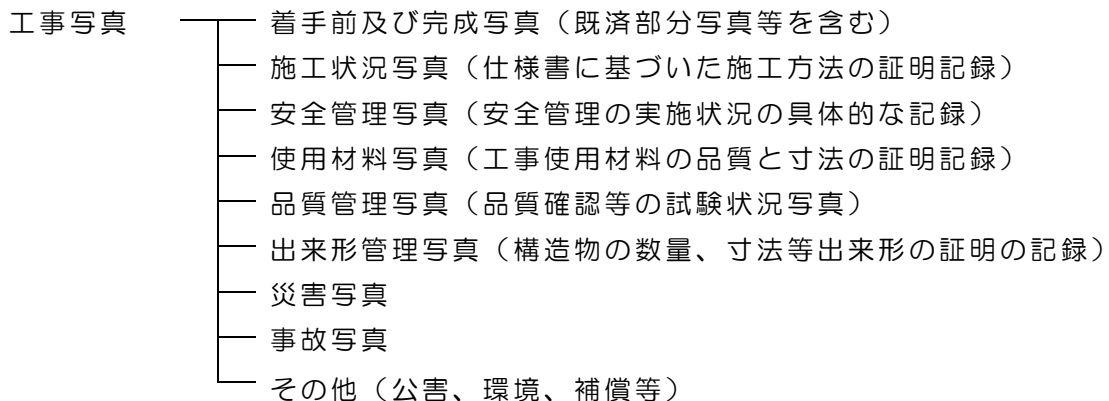 工事写真 着手前及び完成写真（既済部分写真等を含む）
施工状況写真（仕様書に基づいた施工方法の証明記録）
安全管理写真（安全管理の実施状況の具体的な記録）
使用材料写真（工事使用材料の品質と寸法の証明記録）
品質管理写真（品質確認等の試験状況写真）
出来形管理写真（構造物の数量、寸法等出来形の証明の記録）
災害写真
事故写真
その他（公害、環境、補償等）